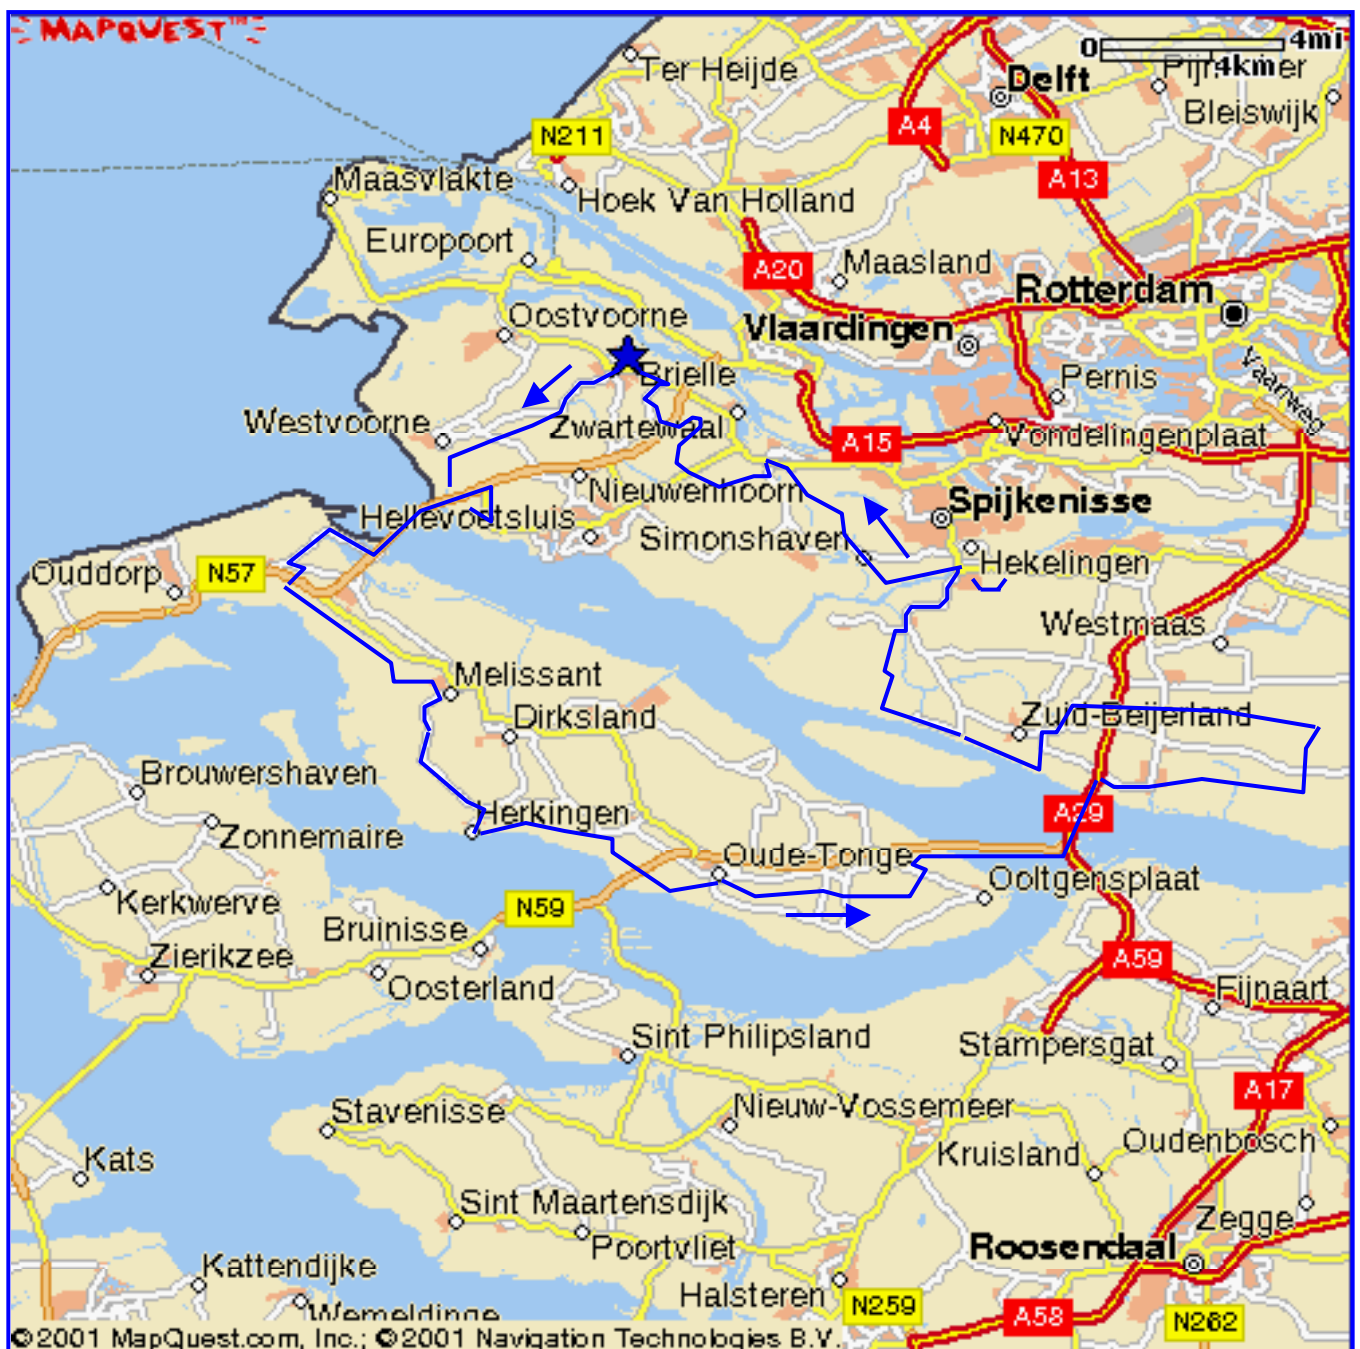 MAPQUEST™
0 4mi
4km
Ter Heijde
Delft
Bleiswijk
N211
A4
N470
A13
Maasvlakte
Hoek Van Holland
Europoort
A20
Maasland
Rotterdam
Oostvoorne
Vlaardingen
Brielle
Pernis
Vaanweg
Westvoorne
Zwartewaal
A15
Vondelingenplaat
Nieuwenhoorn
Spijkenisse
Hellevoetsluis
Simonshaven
Hekelingen
Ouddorp
N57
Westmaas
Melissant
Dirksland
Zuid-Beijerland
Brouwershaven
Herkingen
A29
Zonnemaire
Oude-Tonge
Ooltgensplaat
Kerkwerve
N59
Bruinisse
Zierikzee
A59
Oosterland
Fijnaart
Sint Philipsland
Stampersgat
A17
Stavenisse
Nieuw-Vossemeer
Oudenbosch
Kats
Kruisland
Sint Maartensdijk
Zegge
Poortvliet
Roosendaal
Kattendijke
Halsteren
N259
A58
N262
Wemeldinge
©2001 MapQuest.com, Inc.; ©2001 Navigation Technologies B.V.